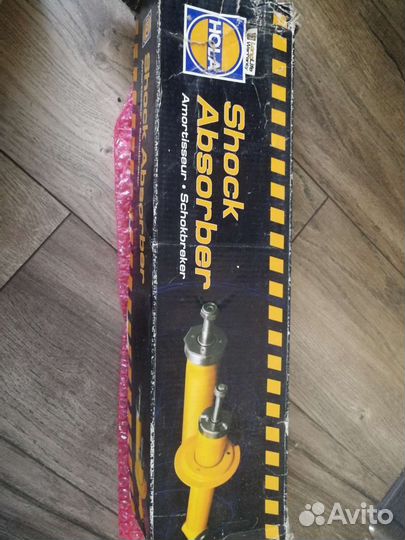 HOLA
Shock
Absorber
Amortisseur • Schokbreker
Shock Absorber
Avito